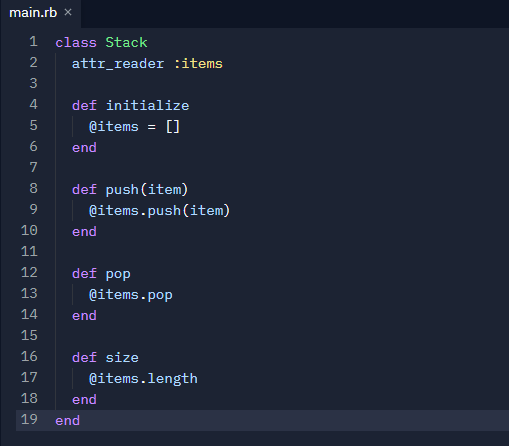 main.rb ×
1 class Stack
2   attr_reader :items
3
4   def initialize
5     @items = []
6   end
7
8   def push(item)
9     @items.push(item)
10   end
11
12   def pop
13     @items.pop
14   end
15
16   def size
17     @items.length
18   end
19 end